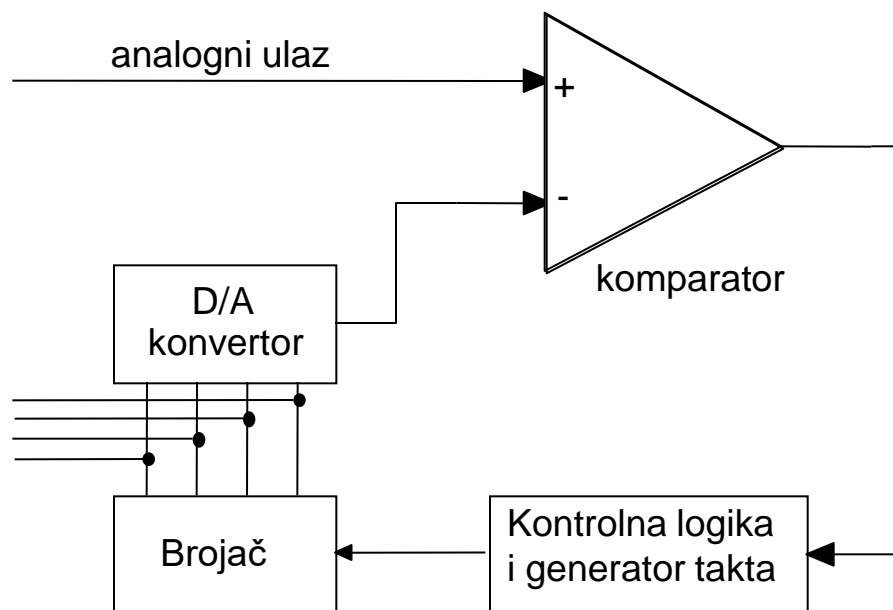 analogni ulaz
+
-
komparator
D/A
konvertor
Brojač
Kontrolna logika
i generator takta